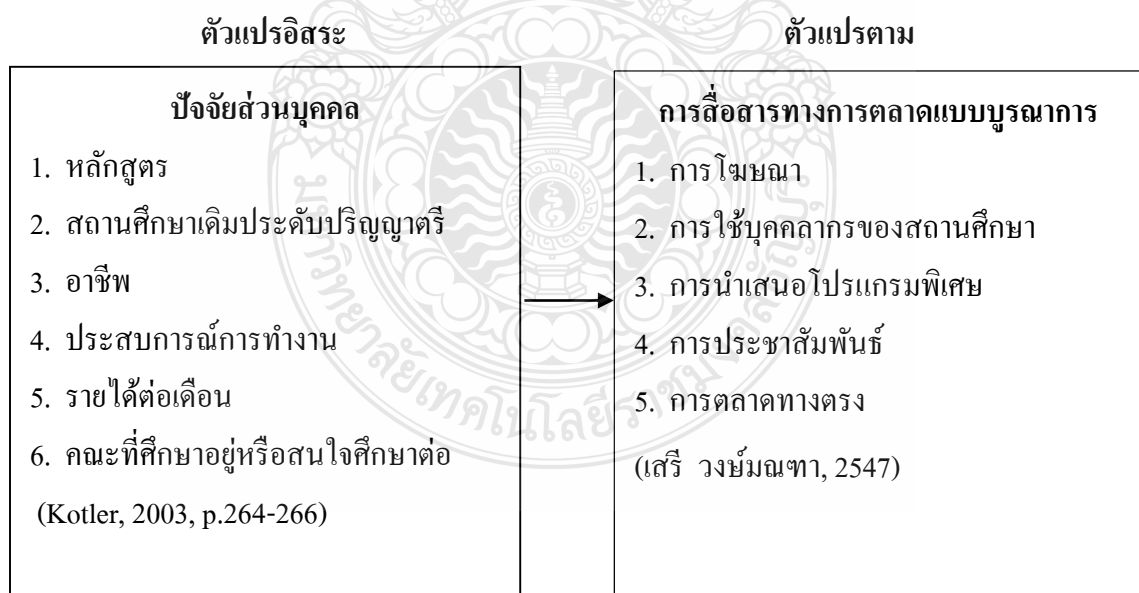 ตัวแปรอิสระ
ตัวแปรตาม
ปัจจัยส่วนบุคคล
1. หลักสูตร
2. สถานศึกษาเดิมประดับปริญญาตรี
3. อาชีพ
4. ประสบการณ์การทำงาน
5. รายได้ต่อเดือน
6. คณะที่ศึกษาอยู่หรือสนใจศึกษาต่อ
(Kotler, 2003, p.264-266)
การสื่อสารทางการตลาดแบบบูรณาการ
1. การโฆษณา
2. การใช้บุคคลากรของสถานศึกษา
3. การนำเสนอโปรแกรมพิเศษ
4. การประชาสัมพันธ์
5. การตลาดทางตรง
(เสรี วงษ์มณฑา, 2547)